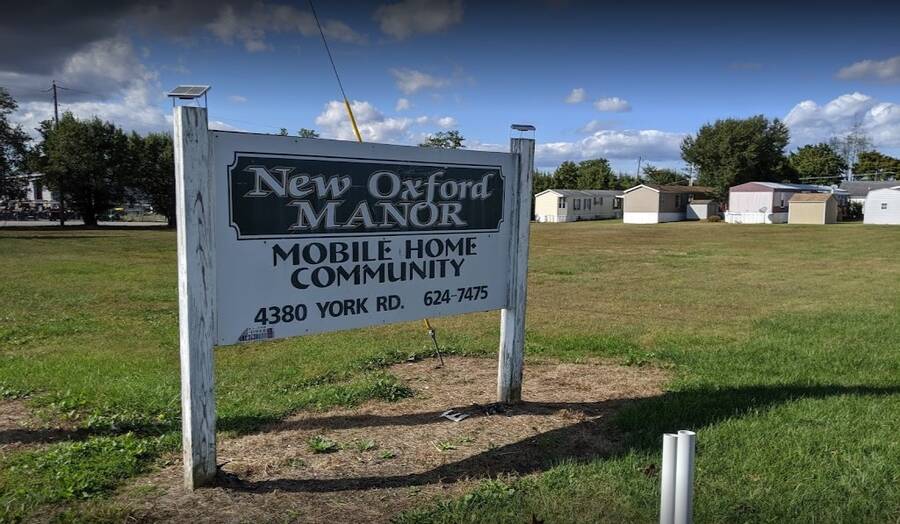 New Oxford
MANOR
MOBILE HOME
COMMUNITY
4380 YORK RD. 624-7475